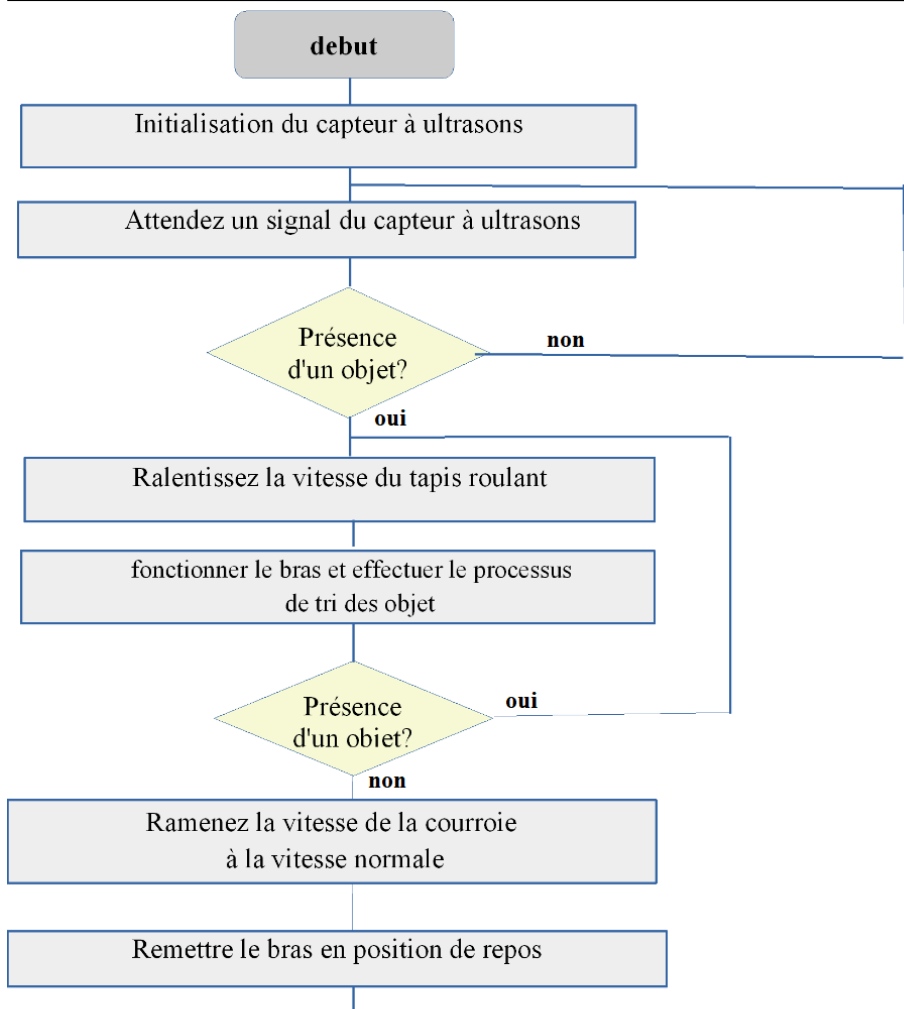 debut
Initialisation du capteur à ultrasons
Attendez un signal du capteur à ultrasons
Présence
d'un objet?
non
oui
Ralentissez la vitesse du tapis roulant
fonctionner le bras et effectuer le processus
de tri des objet
Présence
d'un obiet?
oui
non
Ramenez la vitesse de la courroie
à la vitesse normale
Remettre le bras en position de repos